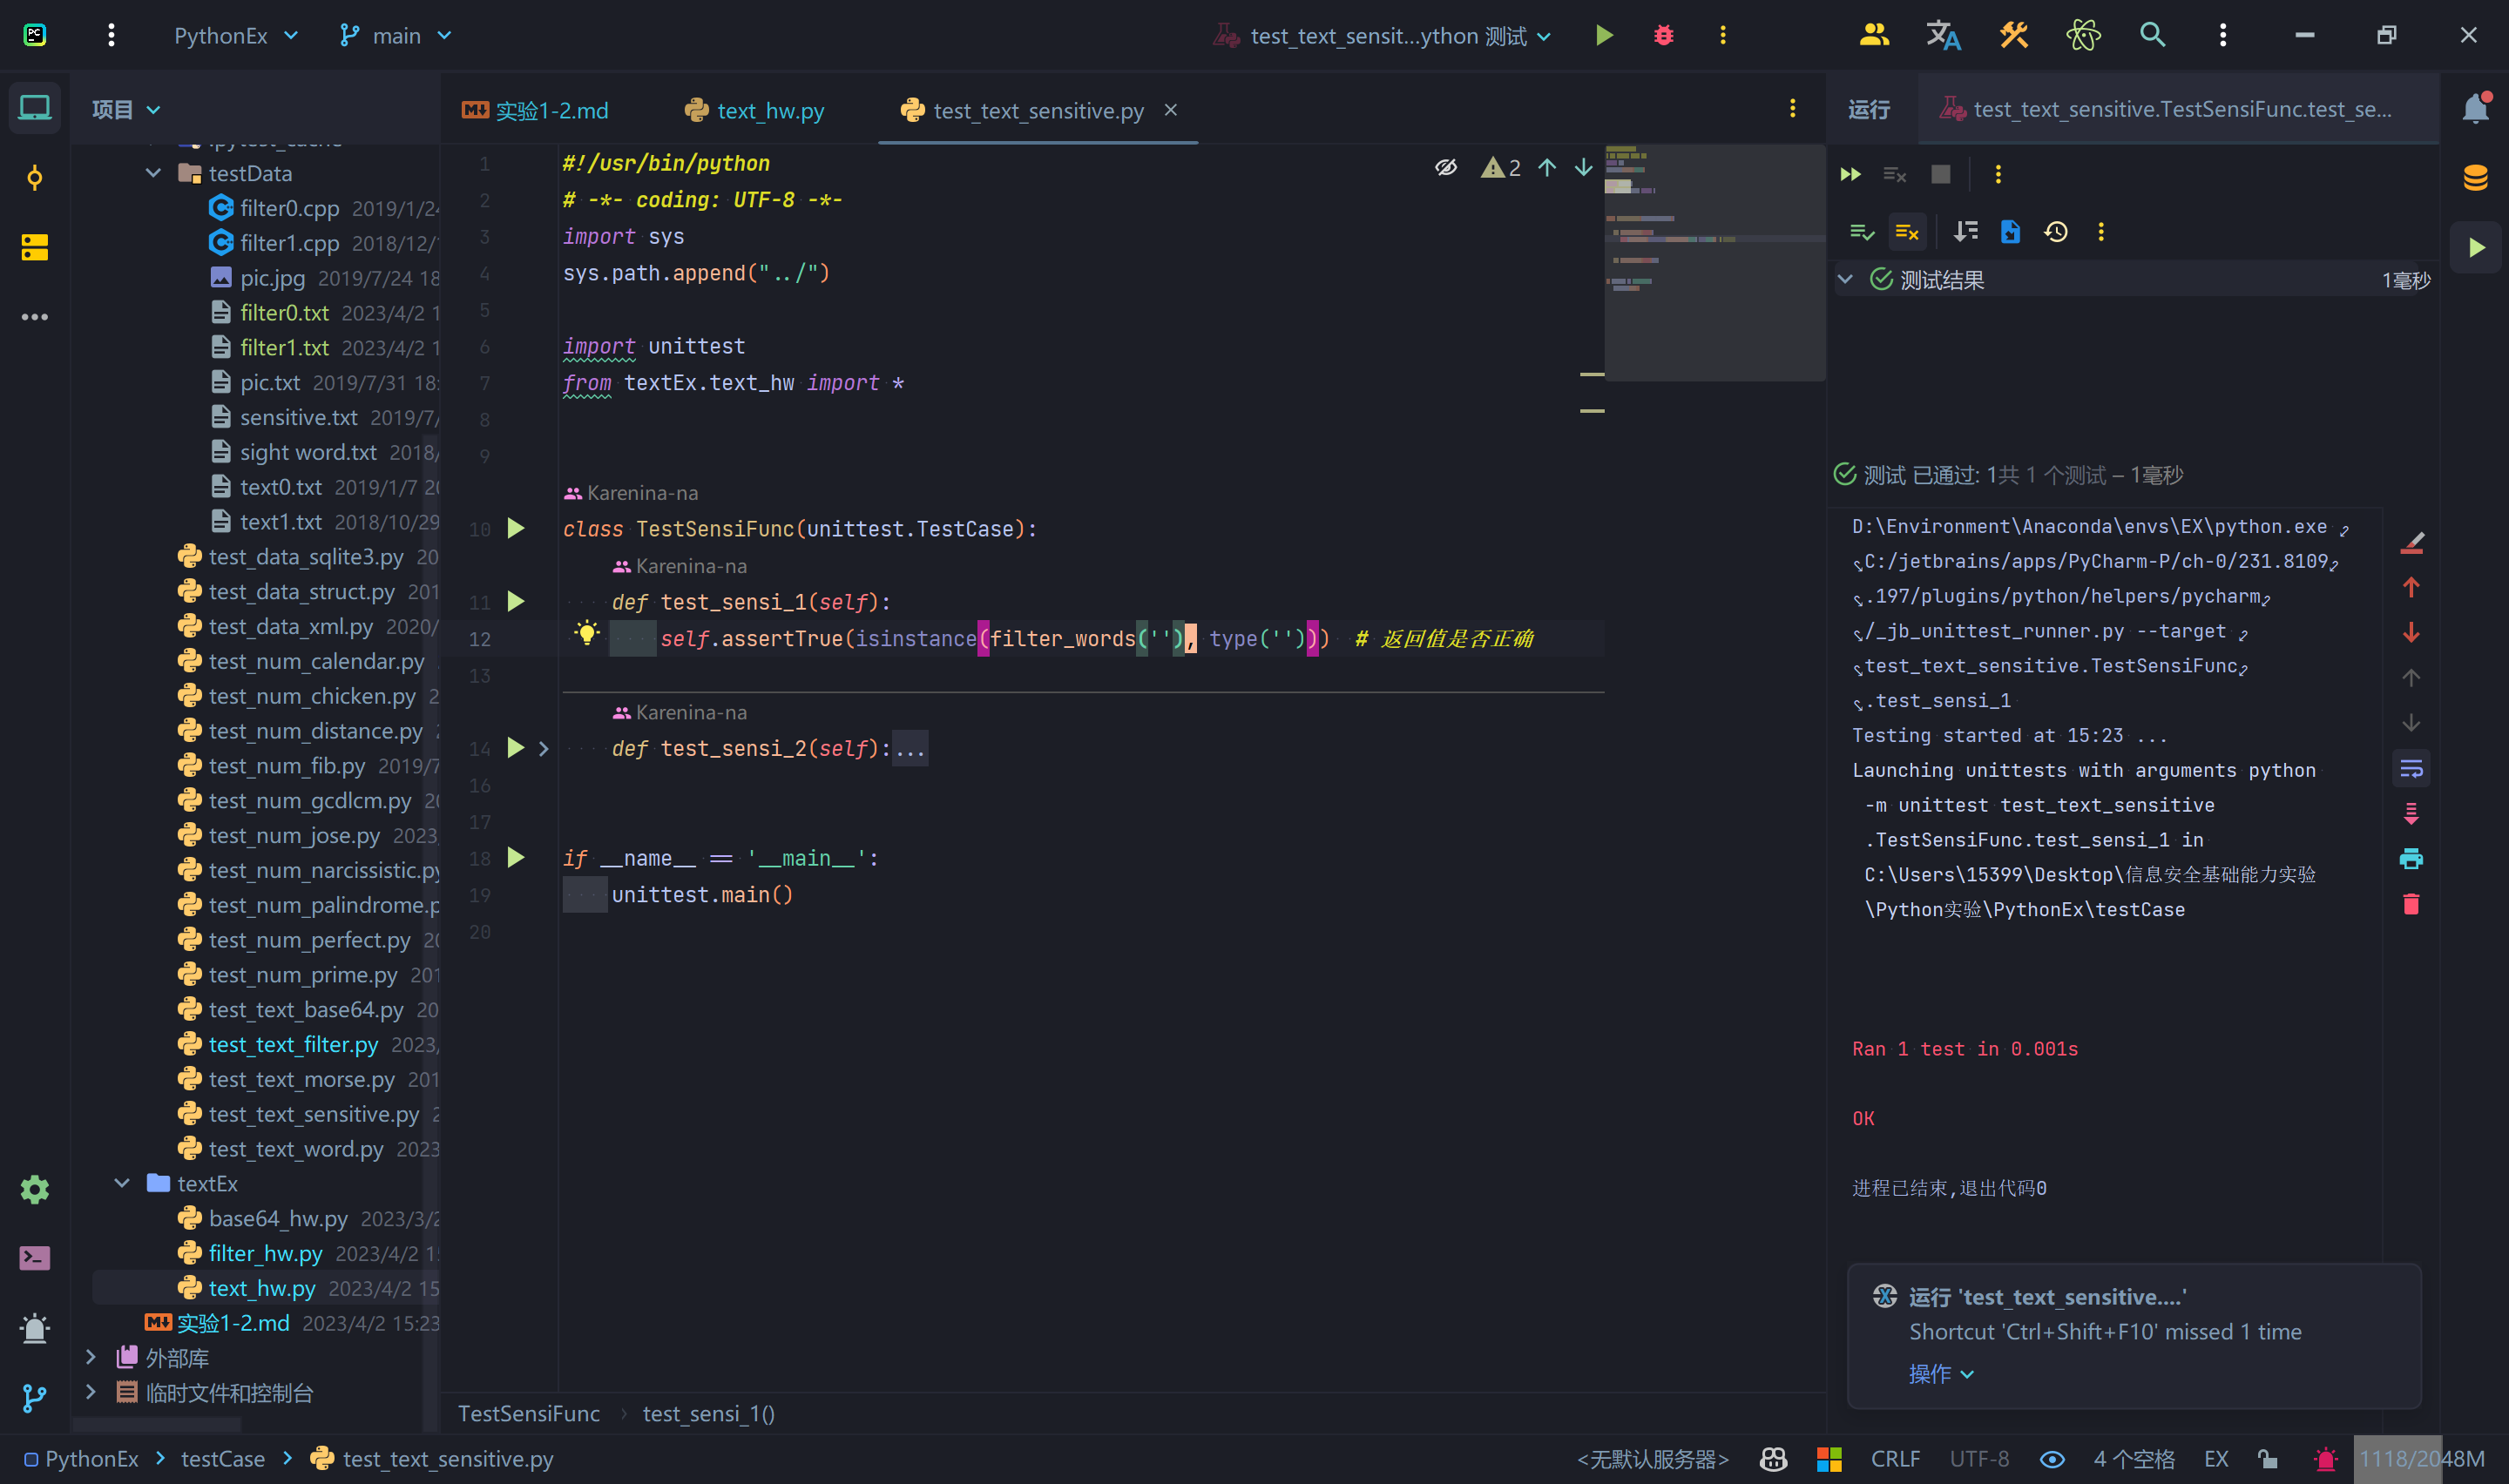 PC
PythonEx
main
test_text_sensit...ython 测试
项目
实验1-2.md
text_hw.py
test_text_sensitive.py
运行
test_text_sensitive.TestSensiFunc.test_se...
testData
filter0.cpp 2019/1/24
filter1.cpp 2018/12/
pic.jpg 2019/7/24 18
filter0.txt 2023/4/2 1
filter1.txt 2023/4/2 1
pic.txt 2019/7/31 18:
sensitive.txt 2019/7/
sight word.txt 2018/
text0.txt 2019/1/7 20
text1.txt 2018/10/29
test_data_sqlite3.py 20
test_data_struct.py 201
test_data_xml.py 2020/
test_num_calendar.py
test_num_chicken.py 2
test_num_distance.py
test_num_fib.py 2019/7
test_num_gcdlcm.py 20
test_num_jose.py 2023
test_num_narcissistic.py
test_num_palindrome.p
test_num_perfect.py 20
test_num_prime.py 201
test_text_base64.py 20
test_text_filter.py 2023/
test_text_morse.py 201
test_text_sensitive.py 2
test_text_word.py 2023
textEx
base64_hw.py 2023/3/2
filter_hw.py 2023/4/2 1
text_hw.py 2023/4/2 15
实验1-2.md 2023/4/2 15:23
外部库
临时文件和控制台
1 #!/usr/bin/python
2 # -*- coding: UTF-8 -*-
3 import sys
4 sys.path.append("../")
5
6 import unittest
7 from textEx.text_hw import *
8
9
Karenina-na
10 class TestSensiFunc(unittest.TestCase):
Karenina-na
11 def test_sensi_1(self):
12 self.assertTrue(isinstance(filter_words(''), type('')))  # 返回值是否正确
13
Karenina-na
14 def test_sensi_2(self):...
16
17
18 if __name__ == '__main__':
19 unittest.main()
20
2
TestSensiFunc › test_sensi_1()
测试结果 1毫秒
测试 已通过: 1共 1 个测试 – 1毫秒
D:\Environment\Anaconda\envs\EX\python.exe
C:/jetbrains/apps/PyCharm-P/ch-0/231.8109
.197/plugins/python/helpers/pycharm
/_jb_unittest_runner.py --target
test_text_sensitive.TestSensiFunc
.test_sensi_1
Testing started at 15:23 ...
Launching unittests with arguments python
-m unittest test_text_sensitive
.TestSensiFunc.test_sensi_1 in
C:\Users\15399\Desktop\信息安全基础能力实验
\Python实验\PythonEx\testCase
Ran 1 test in 0.001s
OK
进程已结束,退出代码0
运行 'test_text_sensitive....'
Shortcut 'Ctrl+Shift+F10' missed 1 time
操作
PythonEx > testCase > test_text_sensitive.py
<无默认服务器> CRLF UTF-8 4 个空格 EX 1118/2048M